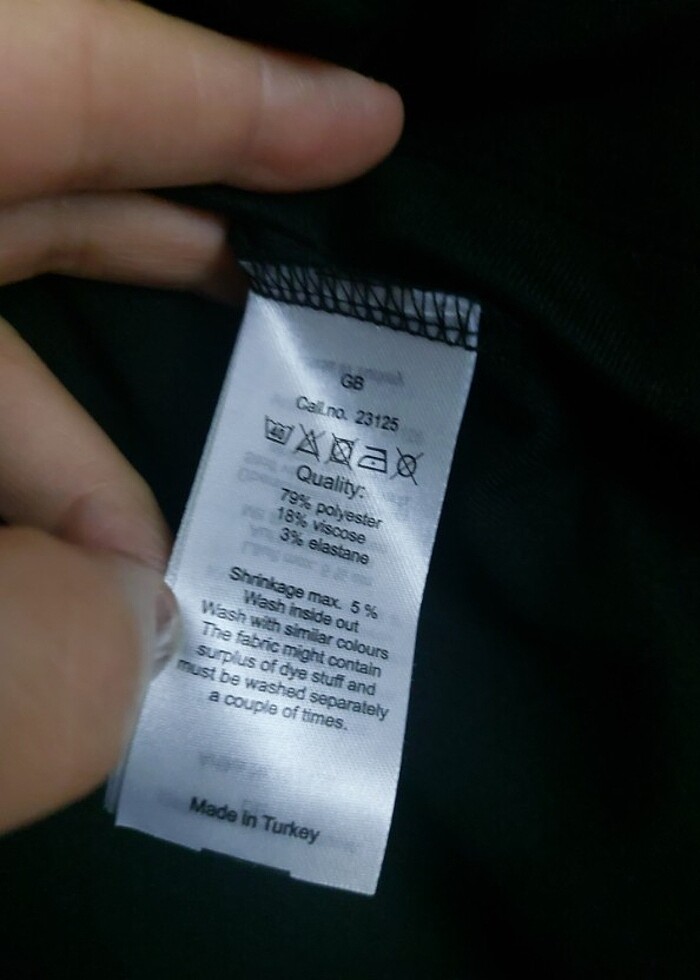 GB
Call.no. 23125
40
Quality:
79% polyester
18% viscose
3% elastane
Shrinkage max. 5 %
Wash inside out
Wash with similar colours
The fabric might contain
surplus of dye stuff and
must be washed separately
a couple of times.
Made in Turkey